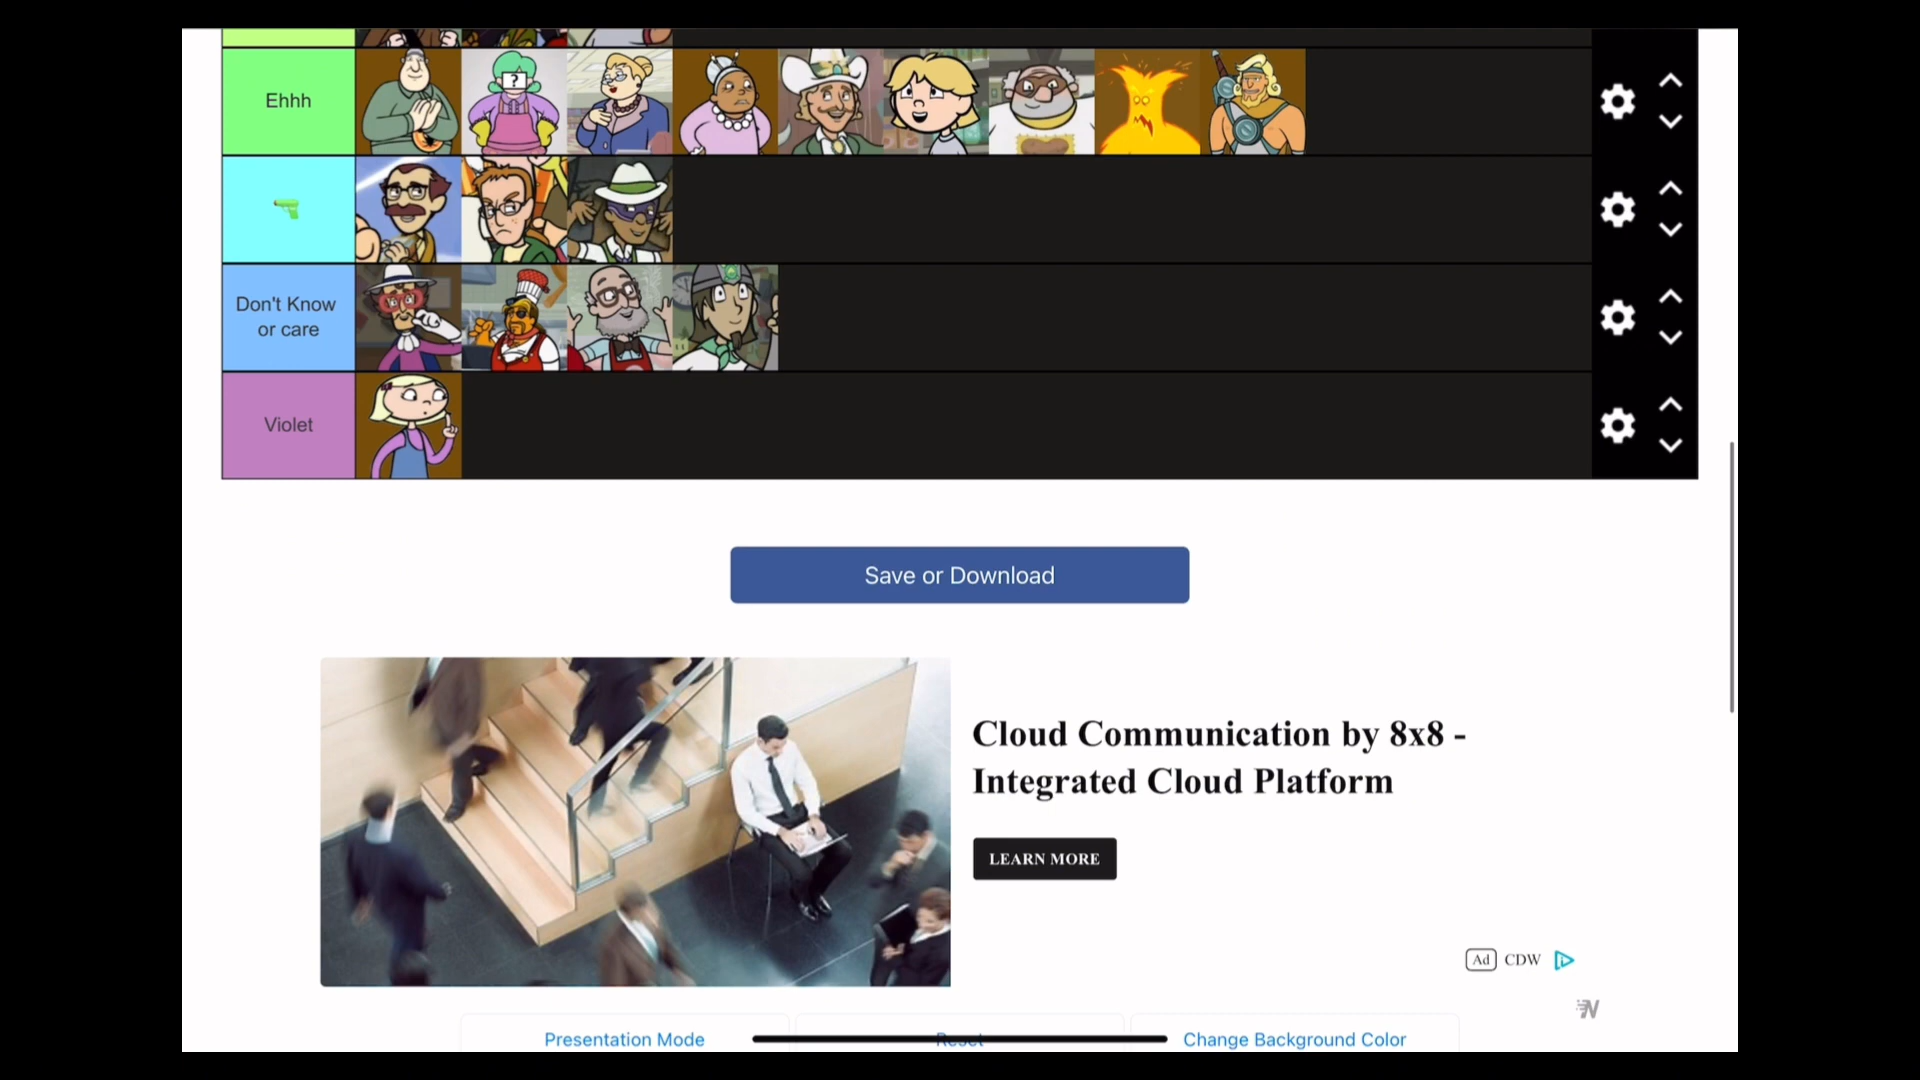 Ehhh
?
Don't Know
or care
Violet
Save or Download
Cloud Communication by 8x8 -
Integrated Cloud Platform
LEARN MORE
Ad CDW
N
Presentation Mode
Reset
Change Background Color